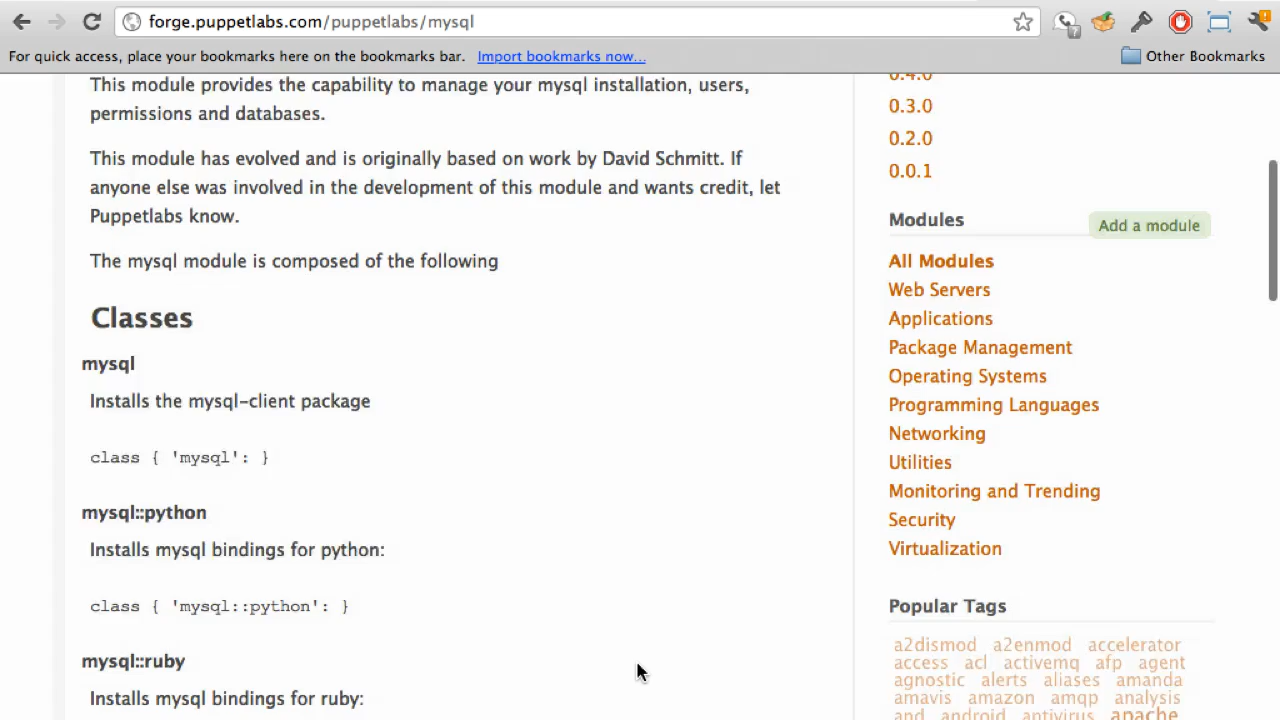 forge.puppetlabs.com/puppetlabs/mysql
For quick access, place your bookmarks here on the bookmarks bar. Import bookmarks now...
Other Bookmarks
This module provides the capability to manage your mysql installation, users,
permissions and databases.
This module has evolved and is originally based on work by David Schmitt. If
anyone else was involved in the development of this module and wants credit, let
Puppetlabs know.
The mysql module is composed of the following
Classes
mysql
Installs the mysql-client package
class { 'mysql': }
mysql::python
Installs mysql bindings for python:
class { 'mysql::python': }
mysql::ruby
Installs mysql bindings for ruby:
0.4.0
0.3.0
0.2.0
0.0.1
Modules
Add a module
All Modules
Web Servers
Applications
Package Management
Operating Systems
Programming Languages
Networking
Utilities
Monitoring and Trending
Security
Virtualization
Popular Tags
a2dismod a2enmod accelerator
access acl activemq afp agent
agnostic alerts aliases amanda
amavis amazon amqp analysis
and android antivirus apache